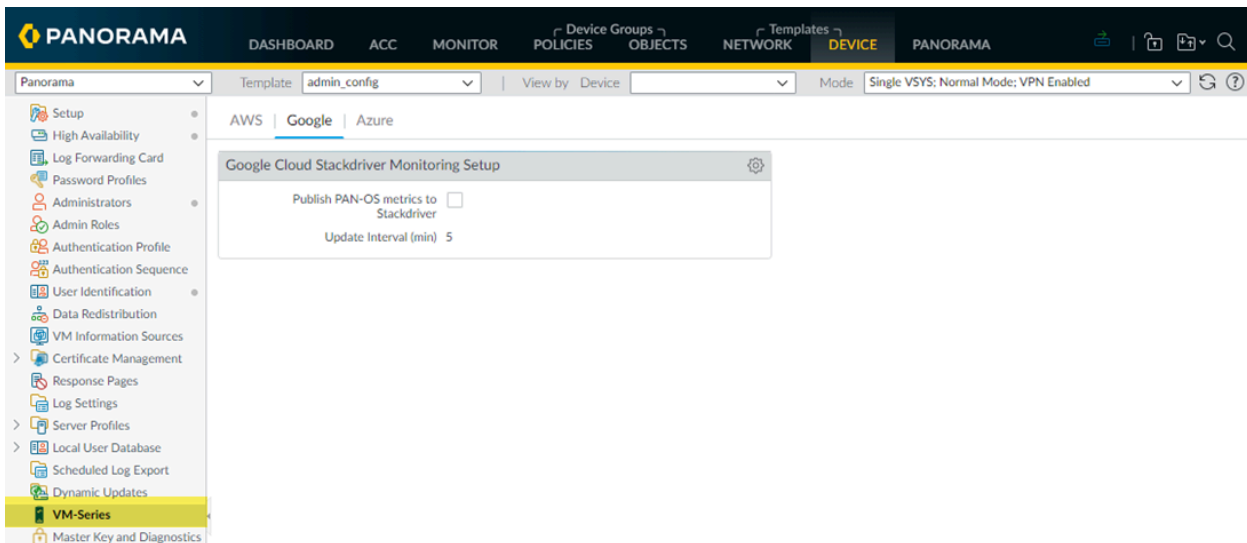 PANORAMA
Device Groups
Templates
DASHBOARD ACC MONITOR POLICIES OBJECTS NETWORK DEVICE PANORAMA
Panorama Template admin_config View by Device Mode Single VSYS; Normal Mode; VPN Enabled
Setup
High Availability
Log Forwarding Card
Password Profiles
Administrators
Admin Roles
Authentication Profile
Authentication Sequence
User Identification
Data Redistribution
VM Information Sources
Certificate Management
Response Pages
Log Settings
Server Profiles
Local User Database
Scheduled Log Export
Dynamic Updates
VM-Series
Master Key and Diagnostics
AWS | Google | Azure
Google Cloud Stackdriver Monitoring Setup
Publish PAN-OS metrics to
Stackdriver
Update Interval (min) 5